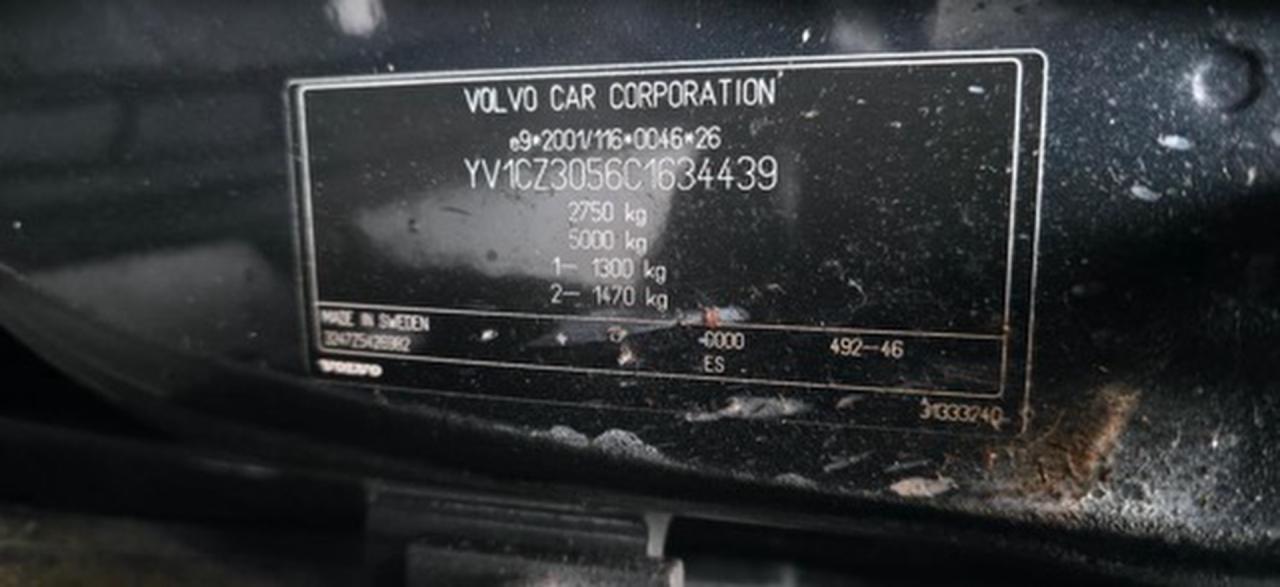 VOLVO CAR CORPORATION
e9*2001/116*0046*26
YV1CZ3056C1634439
2750 kg
5000 kg
1- 1300 kg
2- 1470 kg
MADE IN SWEDEN
-0000
492-46
ES
VOLVO
31333240